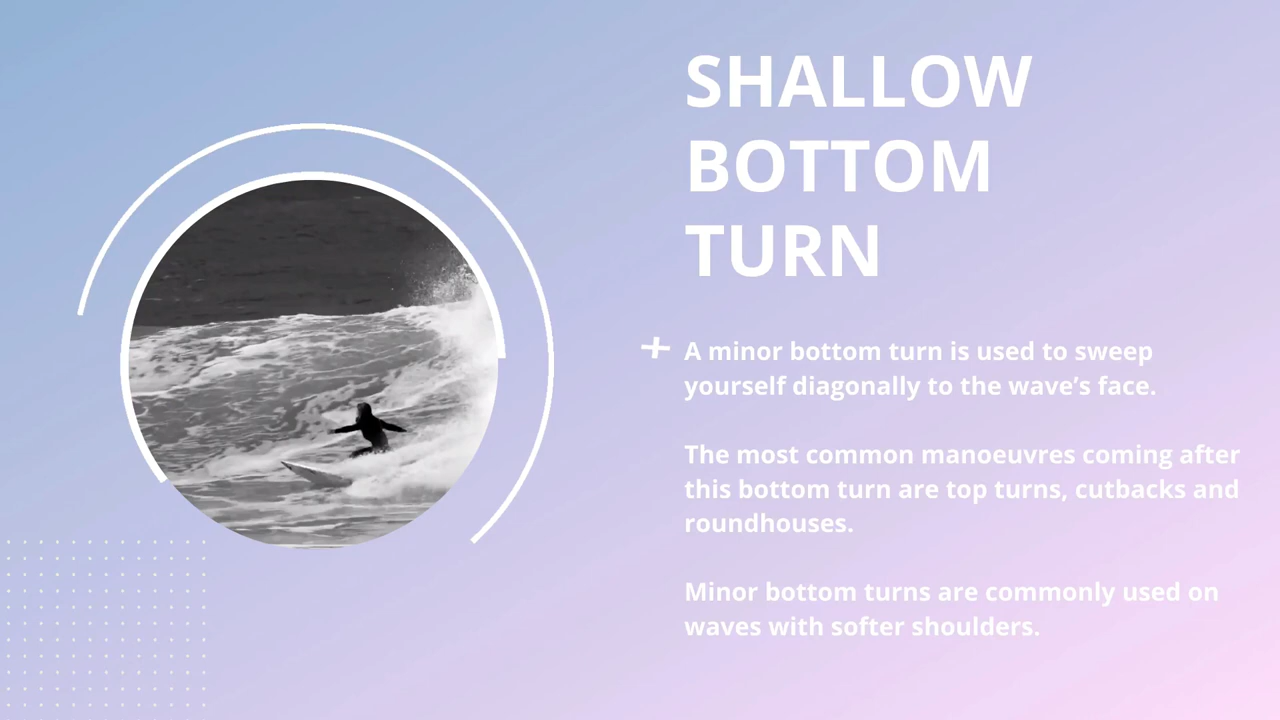 SHALLOW
BOTTOM
TURN
A minor bottom turn is used to sweep
yourself diagonally to the wave’s face.
The most common manoeuvres coming after
this bottom turn are top turns, cutbacks and
roundhouses.
Minor bottom turns are commonly used on
waves with softer shoulders.